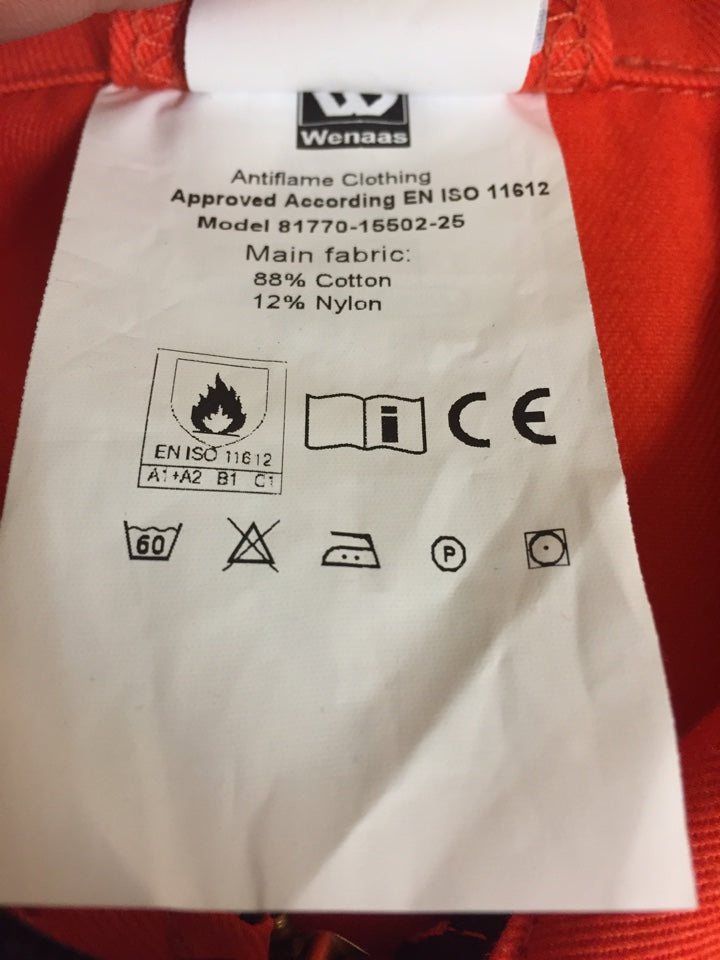 Wenaas
Antiflame Clothing
Approved According EN ISO 11612
Model 81770-15502-25
Main fabric:
88% Cotton
12% Nylon
i CE
EN ISO 11612
A1+A2 B1 C1
60 P